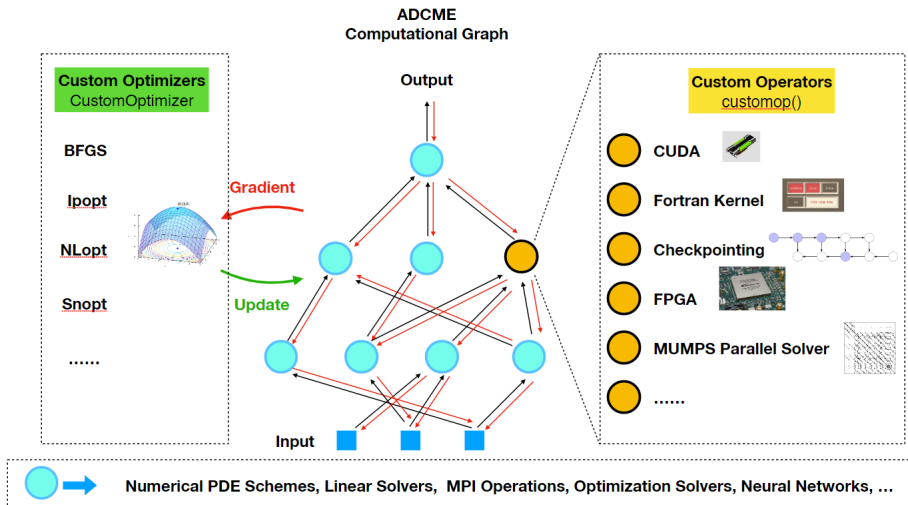 ADCME
Computational Graph
Custom Optimizers
CustomOptimizer
BFGS
Ipopt
NLopt
Snopt
......
Gradient
Update
Output
Input
Custom Operators
customop()
CUDA
Fortran Kernel
Checkpointing
FPGA
MUMPS Parallel Solver
......
Numerical PDE Schemes, Linear Solvers, MPI Operations, Optimization Solvers, Neural Networks, ...